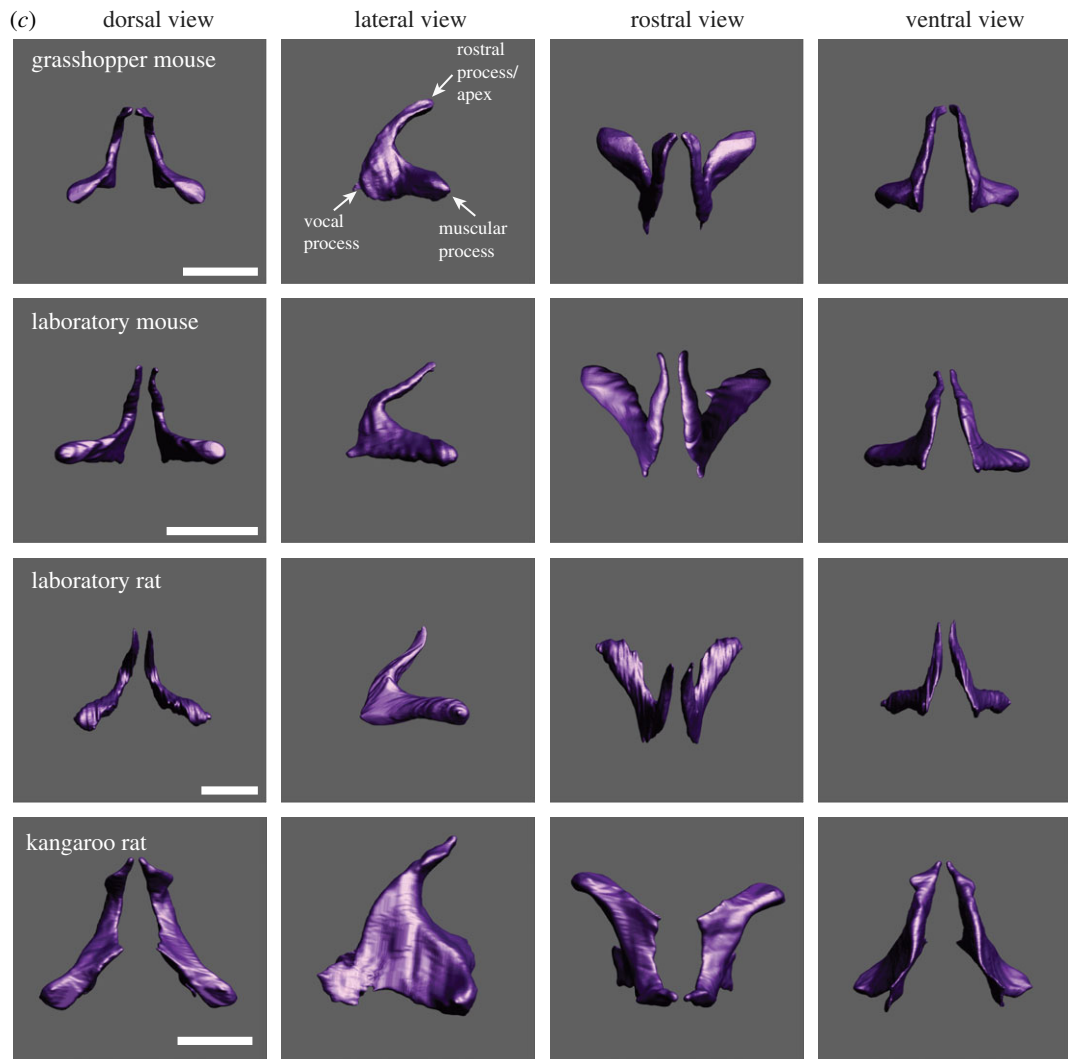 (c) dorsal view lateral view rostral view ventral view
grasshopper mouse
rostral
process/
apex
vocal
process
muscular
process
laboratory mouse
laboratory rat
kangaroo rat